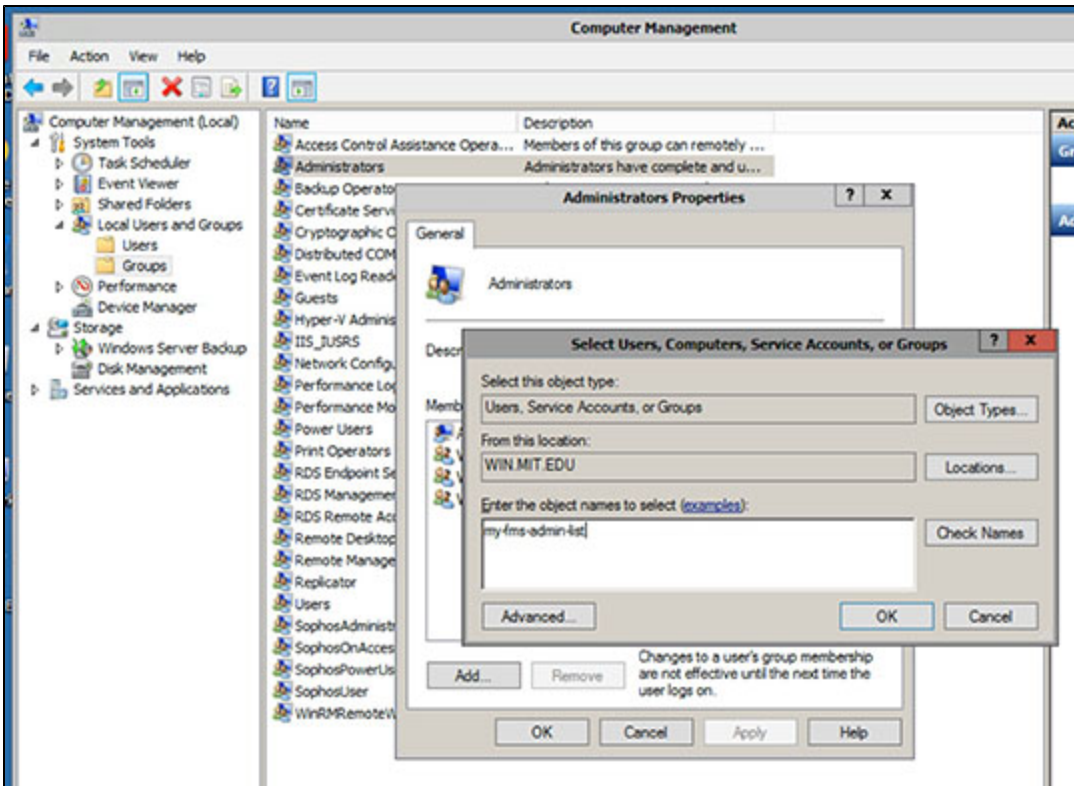 Computer Management
File Action View Help
Computer Management (Local)
System Tools
Task Scheduler
Event Viewer
Shared Folders
Local Users and Groups
Users
Groups
Performance
Device Manager
Storage
Windows Server Backup
Disk Management
Services and Applications
Name Description
Access Control Assistance Opera... Members of this group can remotely ...
Administrators Administrators have complete and u...
Backup Operato
Certificate Servi
Cryptographic O
Distributed COM
Event Log Reade
Guests
Hyper-V Adminis
IIS_IUSRS
Network Configu
Performance Log
Performance Mo
Power Users
Print Operators
RDS Endpoint Se
RDS Managemen
RDS Remote Acc
Remote Desktop
Remote Manage
Replicator
Users
SophosAdministr
SophosOnAcces
SophosPowerUs
SophosUser
WinRMRemoteW
Administrators Properties
General
Administrators
Descr
Memb
Add... Remove
Changes to a user's group membership
are not effective until the next time the
user logs on.
OK Cancel Apply Help
Select Users, Computers, Service Accounts, or Groups
Select this object type:
Users, Service Accounts, or Groups Object Types...
From this location:
WIN.MIT.EDU Locations...
Enter the object names to select (examples):
my-fms-admin-list Check Names
Advanced... OK Cancel